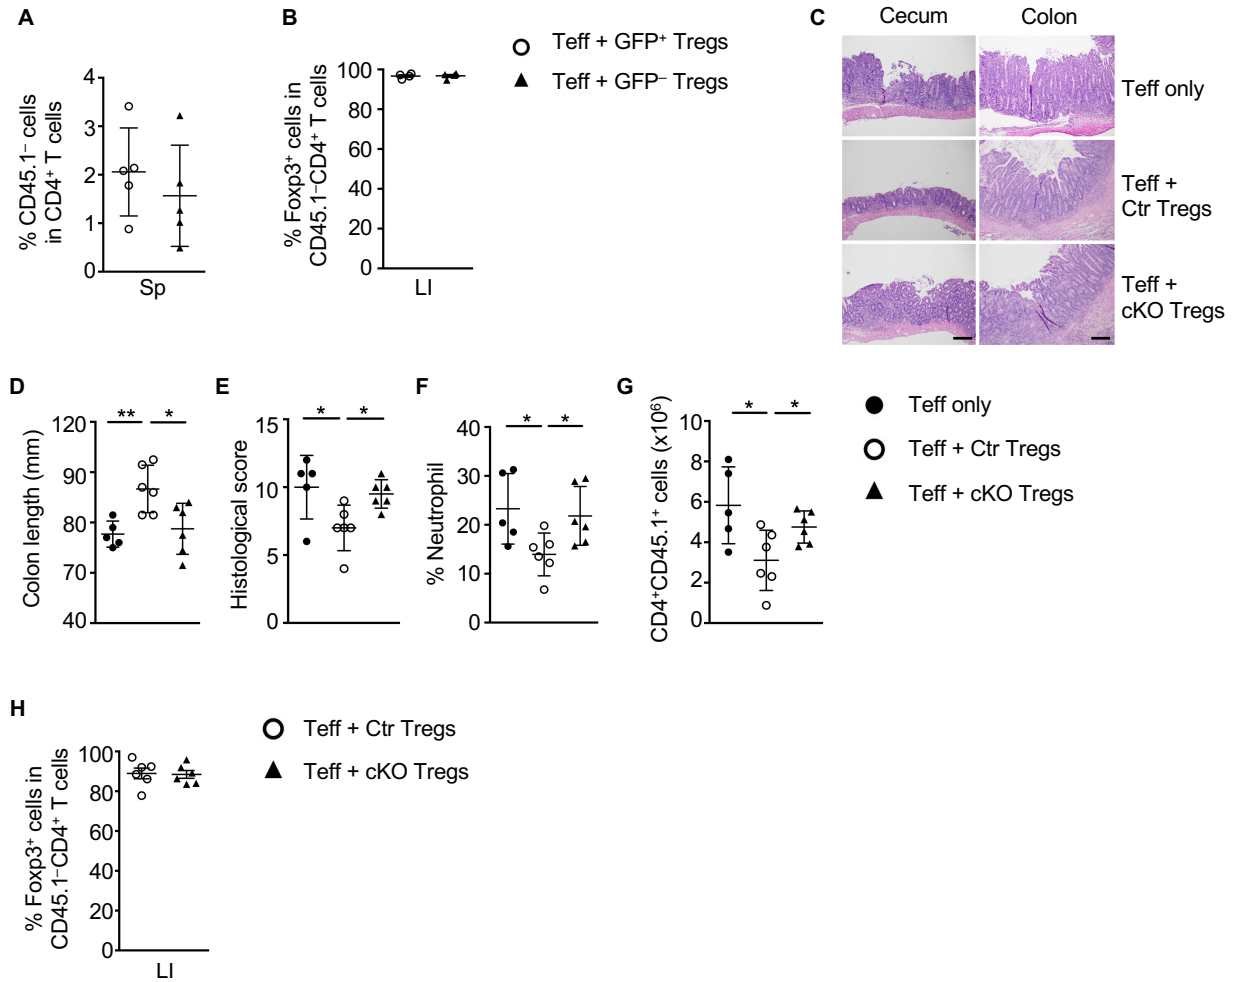 A
% CD45.1⁻ cells
in CD4⁺ T cells
4
3
2
1
0
Sp
B
% Foxp3⁺ cells in
CD45.1⁻CD4⁺ T cells
100
80
60
40
20
0
LI
Teff + GFP⁺ Tregs
Teff + GFP⁻ Tregs
C
Cecum
Colon
Teff only
Teff +
Ctr Tregs
Teff +
cKO Tregs
D
Colon length (mm)
120
90
80
70
40
**
*
E
Histological score
15
10
5
0
*
*
F
% Neutrophil
40
30
20
10
0
*
*
G
CD4⁺CD45.1⁺ cells (x10⁶)
10
8
6
4
2
0
*
*
Teff only
Teff + Ctr Tregs
Teff + cKO Tregs
H
% Foxp3⁺ cells in
CD45.1⁻CD4⁺ T cells
100
80
60
40
20
0
LI
Teff + Ctr Tregs
Teff + cKO Tregs